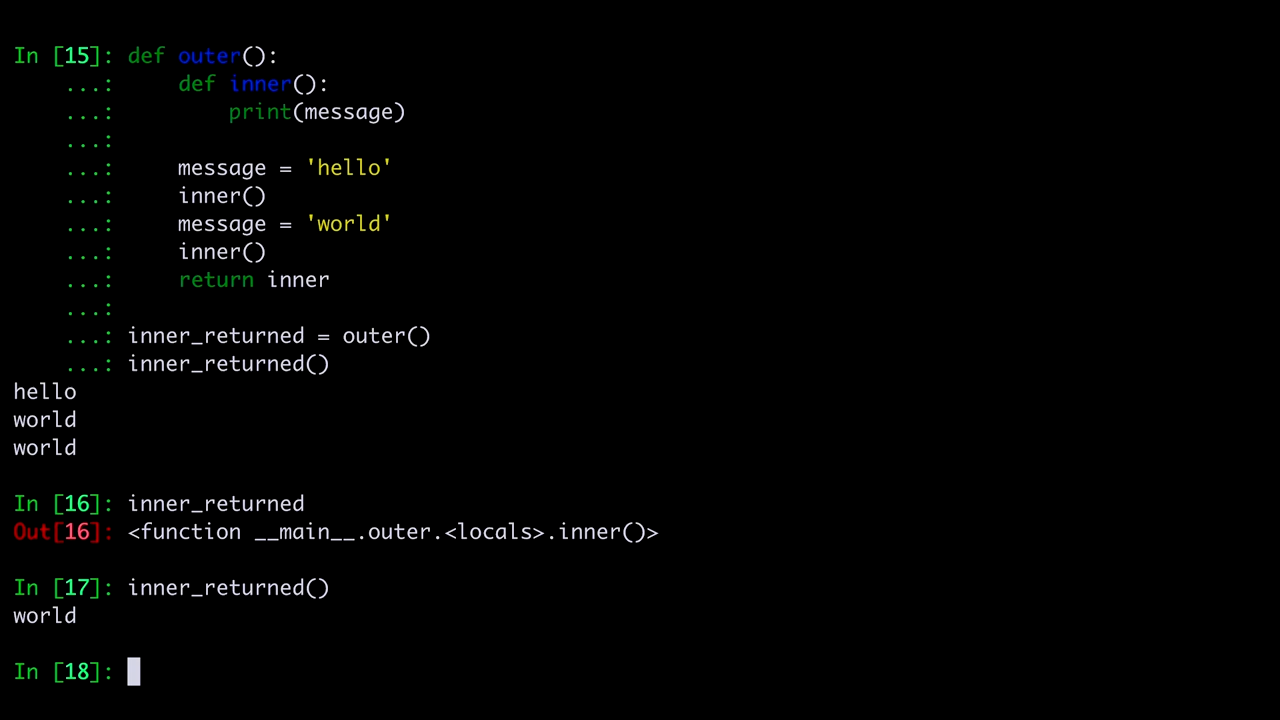 In [15]: def outer():
    ...:     def inner():
    ...:         print(message)
    ...:
    ...:     message = 'hello'
    ...:     inner()
    ...:     message = 'world'
    ...:     inner()
    ...:     return inner
    ...:
    ...: inner_returned = outer()
    ...: inner_returned()
hello
world
world
In [16]: inner_returned
Out[16]: <function __main__.outer.<locals>.inner()>
In [17]: inner_returned()
world
In [18]: